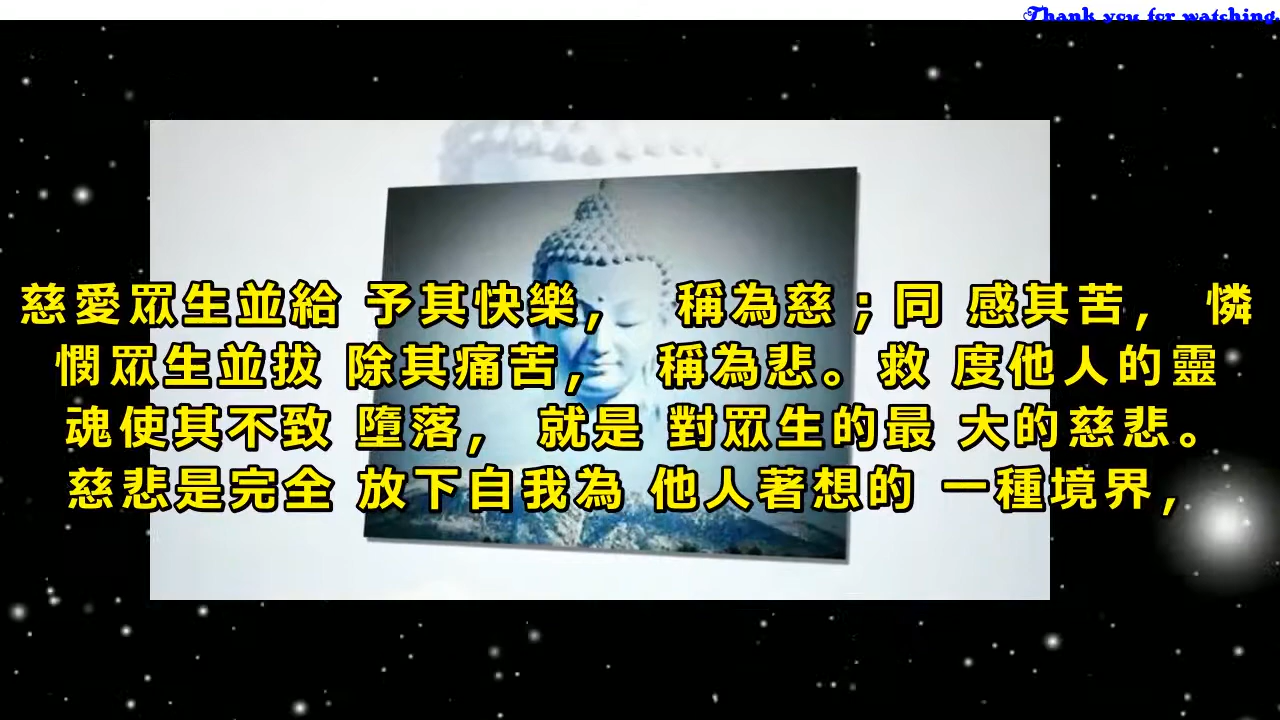 Thank you for watching.
慈愛眾生並給 予其快樂， 稱為慈；同 感其苦， 憐
憫眾生並拔 除其痛苦， 稱為悲。救 度他人的靈
魂使其不致 墮落， 就是 對眾生的最 大的慈悲。
慈悲是完全 放下自我為 他人著想的 一種境界，